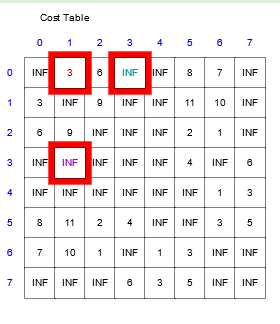 Cost Table
0 1 2 3 4 5 6 7
0 INF 3 6 INF INF 8 7 INF
1 3 INF 9 INF INF 11 10 INF
2 6 9 INF INF INF 2 1 INF
3 INF INF INF INF INF 4 INF 6
4 INF INF INF INF INF INF 1 3
5 8 11 2 4 INF INF 3 5
6 7 10 1 INF 1 3 INF INF
7 INF INF INF 6 3 5 INF INF